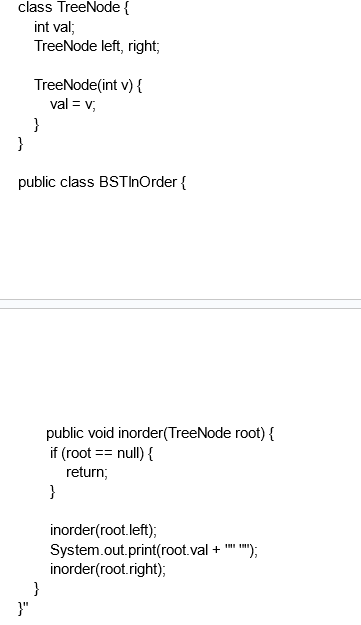 class TreeNode {
int val;
TreeNode left, right;
TreeNode(int v) {
val = v;
}
}
public class BSTInOrder {
public void inorder(TreeNode root) {
if (root == null) {
return;
}
inorder(root.left);
System.out.print(root.val + "" "");
inorder(root.right);
}
}"